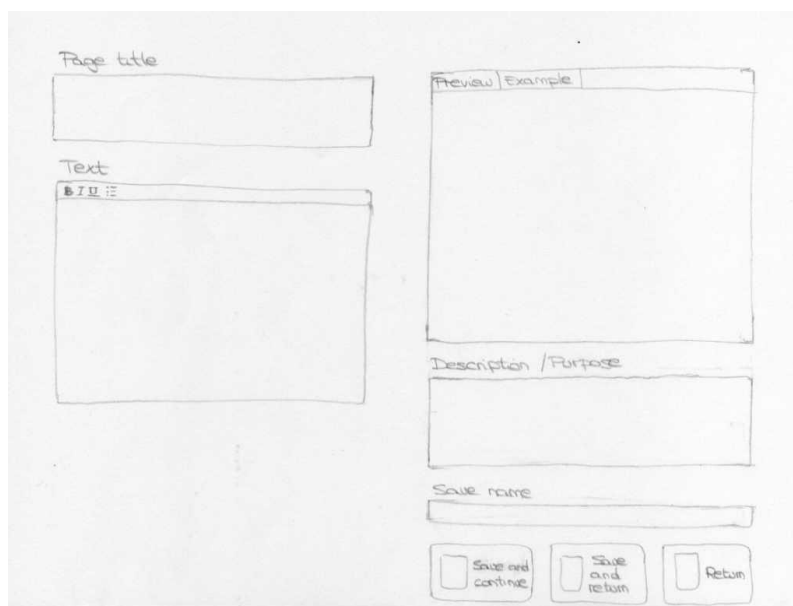 Page title
Text
B I U
Preview Example
Description / Purpose
Save name
Save and
continue
Save
and
return
Return